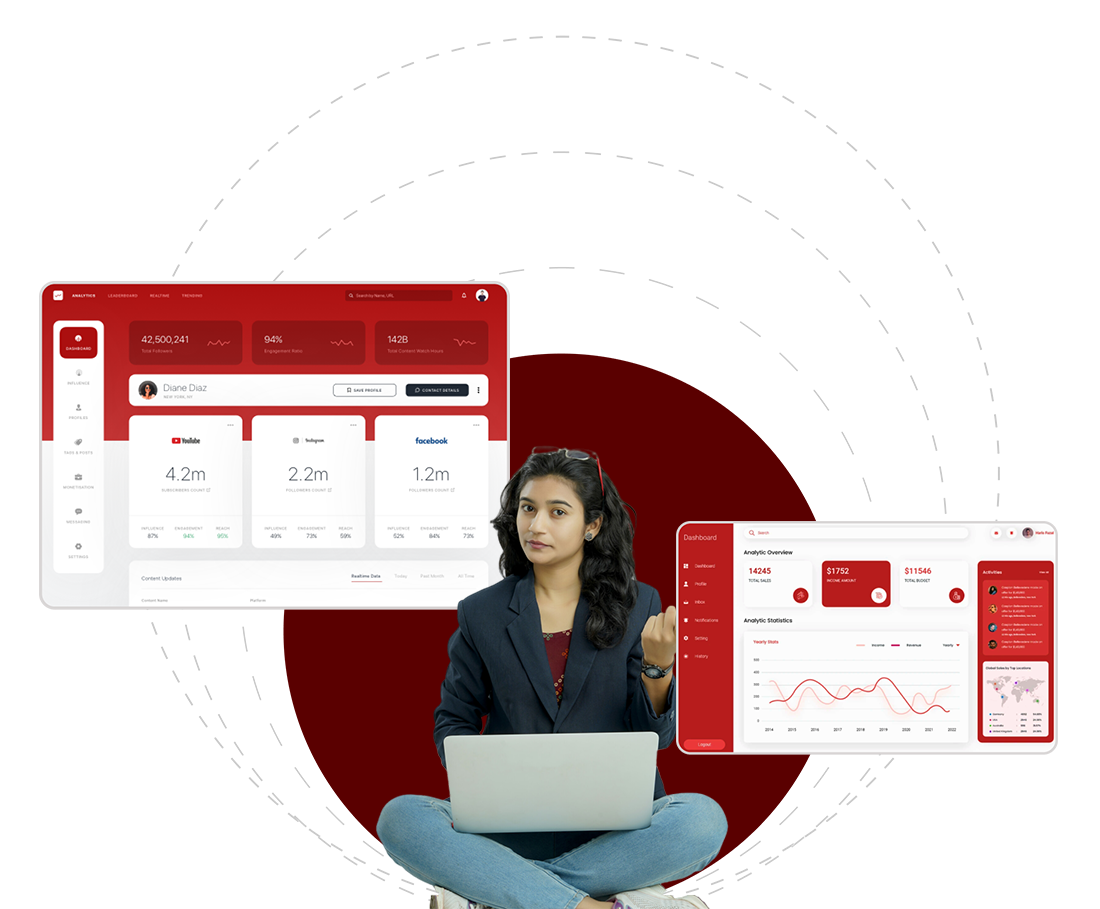 ANALYTICS LEADERBOARD REALTIME TRENDING Search by Name, URL
DASHBOARD
INFLUENCE
PROFILES
TAGS & POSTS
MONETISATION
MESSAGING
SETTINGS
42,500,241
Total Followers
94%
Engagement Rate
142B
Total Content Watch Hours
Diane Diaz
NEW YORK, NY
SAVE PROFILE
CONTACT DETAILS
YouTube
4.2m
SUBSCRIBERS COUNT
INFLUENCE ENGAGEMENT REACH
87% 94% 95%
Instagram
2.2m
FOLLOWERS COUNT
INFLUENCE ENGAGEMENT REACH
49% 73% 59%
facebook
1.2m
FOLLOWERS COUNT
INFLUENCE ENGAGEMENT REACH
52% 84% 73%
Content Updates Realtime Data Today Past Month All Time
Content Name Platform
Dashboard
Dashboard
Profile
Inbox
Notifications
Setting
History
Logout
Search
Analytic Overview
14245
TOTAL SALES
$1752
INCOME AMOUNT
$11546
TOTAL BUDGET
Analytic Statistics
Yearly Stats
Income Revenue Yearly
500
400
300
200
100
0
2014 2015 2016 2017 2018 2019 2020 2021 2022
Activities
Global Sales by Top Locations